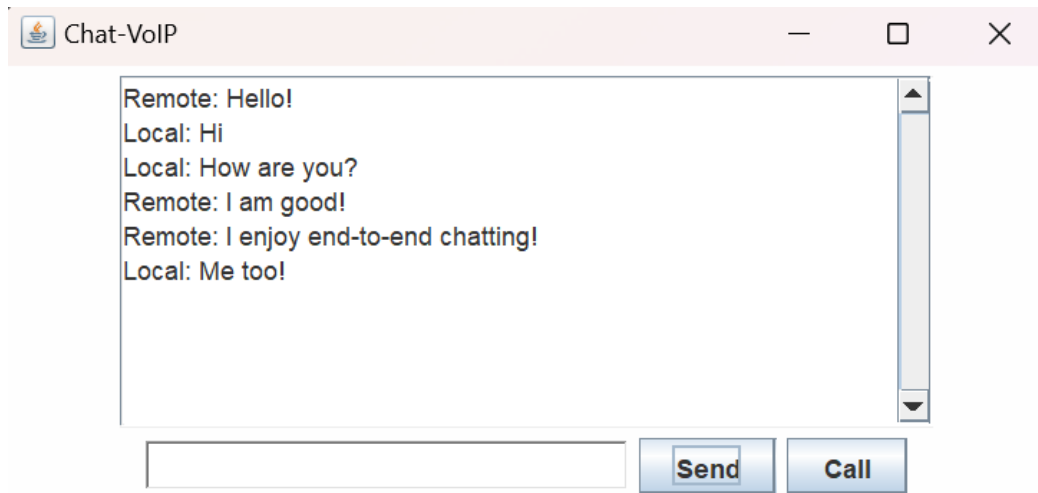 Chat-VoIP
Remote: Hello!
Local: Hi
Local: How are you?
Remote: I am good!
Remote: I enjoy end-to-end chatting!
Local: Me too!
Send Call